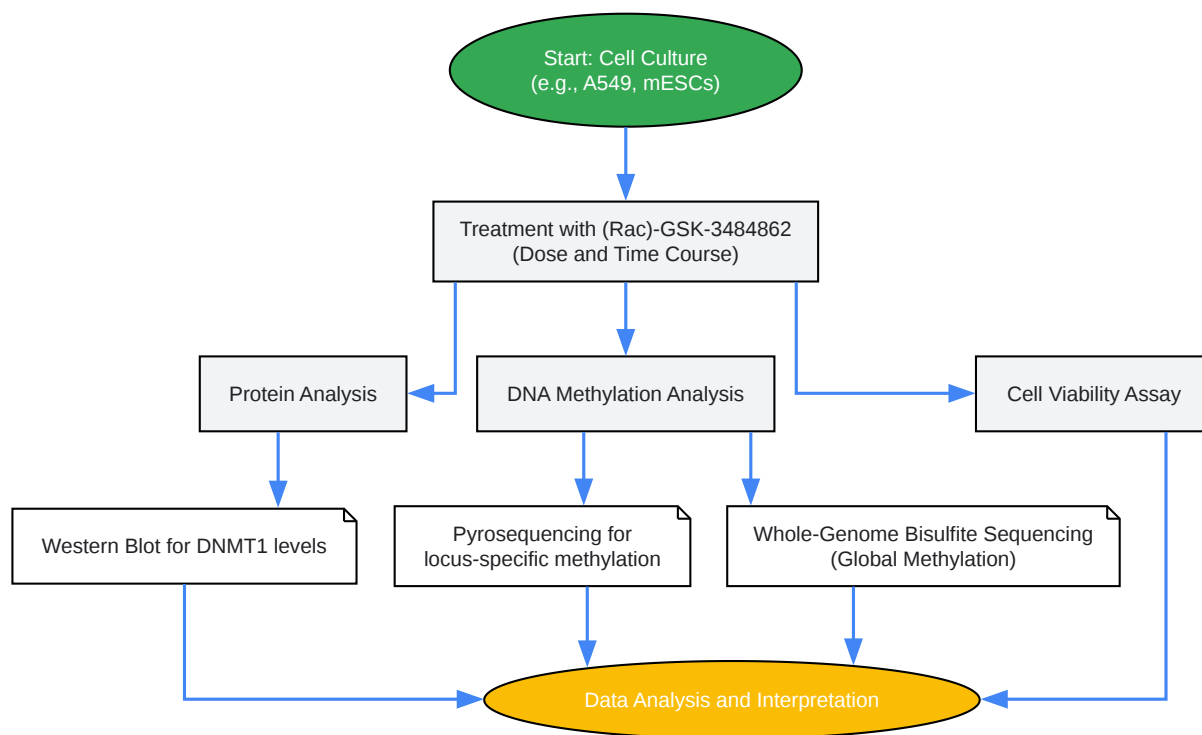 Start: Cell Culture
(e.g., A549, mESCs)
Treatment with (Rac)-GSK-3484862
(Dose and Time Course)
Protein Analysis
DNA Methylation Analysis
Cell Viability Assay
Western Blot for DNMT1 levels
Pyrosequencing for
locus-specific methylation
Whole-Genome Bisulfite Sequencing
(Global Methylation)
Data Analysis and Interpretation